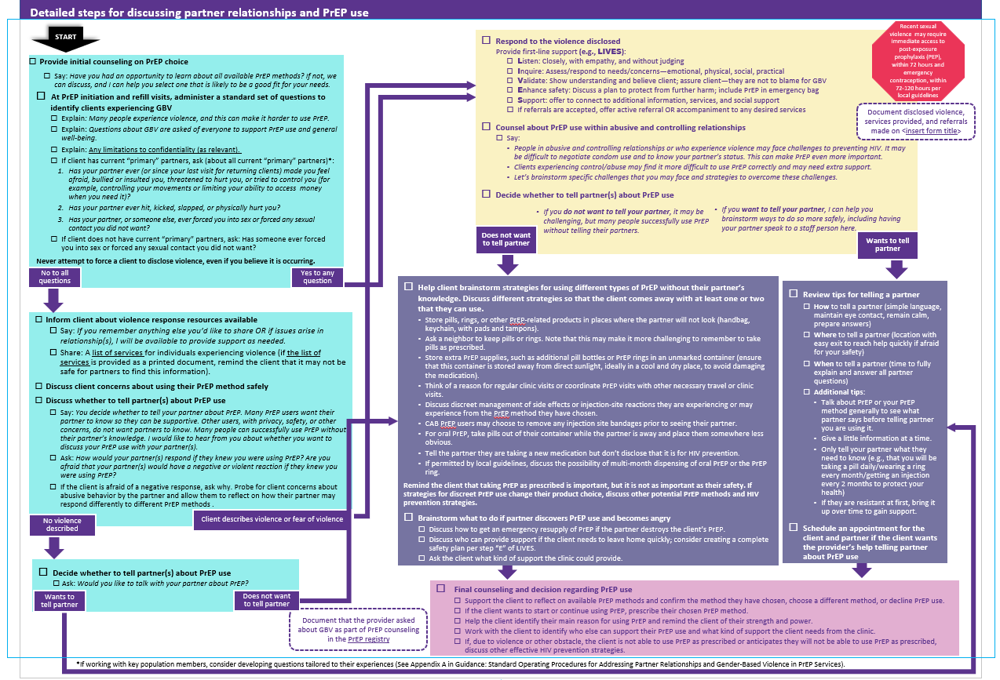 Detailed steps for discussing partner relationships and PrEP use
START
☐ Provide initial counseling on PrEP choice
☐ Say: Have you had an opportunity to learn about all available PrEP methods? If not, we
can discuss, and I can help you select one that is likely to be a good fit for your needs.
☐ At PrEP initiation and refill visits, administer a standard set of questions to
identify clients experiencing GBV
☐ Explain: Many people experience violence, and this can make it harder to use PrEP.
☐ Explain: Questions about GBV are asked of everyone to support PrEP use and general
well-being.
☐ Explain: Any limitations to confidentiality (as relevant).
☐ If client has current “primary” partners, ask (about all current “primary” partners)*:
1. Has your partner ever (or since your last visit for returning clients) made you feel
afraid, bullied or insulted you, threatened to hurt you, or tried to control you (for
example, controlling your movements or limiting your ability to access money
when you need it)?
2. Has your partner ever hit, kicked, slapped, or physically hurt you?
3. Has your partner, or someone else, ever forced you into sex or forced any sexual
contact you did not want?
☐ If client does not have current “primary” partners, ask: Has someone ever forced
you into sex or forced any sexual contact you did not want?
Never attempt to force a client to disclose violence, even if you believe it is occurring.
No to all
questions
Yes to any
question
☐ Inform client about violence response resources available
☐ Say: If you remember anything else you’d like to share OR if issues arise in
relationship(s), I will be available to provide support as needed.
☐ Share: A list of services for individuals experiencing violence (if the list of
services is provided as a printed document, remind the client that it may not be
safe for partners to find this information).
☐ Discuss client concerns about using their PrEP method safely
☐ Discuss whether to tell partner(s) about PrEP use
☐ Say: You decide whether to tell your partner about PrEP. Many PrEP users want their
partner to know so they can be supportive. Other users, with privacy, safety, or other
concerns, do not want partners to know. Many people can successfully use PrEP without
their partner’s knowledge. I would like to hear from you about whether you want to
discuss your PrEP use with your partner(s).
☐ Ask: How would your partner(s) respond if they knew you were using PrEP? Are you
afraid that your partner(s) would have a negative or violent reaction if they knew you
were using PrEP?
☐ If the client is afraid of a negative response, ask why. Probe for client concerns about
abusive behavior by the partner and allow them to reflect on how their partner may
respond differently to different PrEP methods .
No violence
described
Client describes violence or fear of violence
☐ Decide whether to tell partner(s) about PrEP use
☐ Ask: Would you like to talk with your partner about PrEP?
Wants to
tell partner
Does not want
to tell partner
Document that the provider asked
about GBV as part of PrEP counseling
in the PrEP registry
☐ Respond to the violence disclosed
Provide first-line support (e.g., LIVES):
☐ Listen: Closely, with empathy, and without judging
☐ Inquire: Assess/respond to needs/concerns—emotional, physical, social, practical
☐ Validate: Show understanding and believe client; assure client—they are not to blame for GBV
☐ Enhance safety: Discuss a plan to protect from further harm; include PrEP in emergency bag
☐ Support: offer to connect to additional information, services, and social support
☐ If referrals are accepted, offer active referral OR accompaniment to any desired services
☐ Counsel about PrEP use within abusive and controlling relationships
☐ Say:
• People in abusive and controlling relationships or who experience violence may face challenges to preventing HIV. It may
be difficult to negotiate condom use and to know your partner’s status. This can make PrEP even more important.
• Clients experiencing control/abuse may find it more difficult to use PrEP correctly and may need extra support.
• Let’s brainstorm specific challenges that you may face and strategies to overcome these challenges.
☐ Decide whether to tell partner(s) about PrEP use
• If you do not want to tell your partner, it may be
challenging, but many people successfully use PrEP
without telling their partners.
• If you want to tell your partner, I can help you
brainstorm ways to do so more safely, including having
your partner speak to a staff person here.
Does not want
to tell partner
Wants to tell
partner
Recent sexual
violence may require
immediate access to
post-exposure
prophylaxis (PEP),
within 72 hours and
emergency
contraception, within
72-120 hours per
local guidelines
Document disclosed violence,
services provided, and referrals
made on <insert form title>
☐ Help client brainstorm strategies for using different types of PrEP without their partner’s
knowledge. Discuss different strategies so that the client comes away with at least one or two
that they can use.
• Store pills, rings, or other PrEP-related products in places where the partner will not look (handbag,
keychain, with pads and tampons).
• Ask a neighbor to keep pills or rings. Note that this may make it more challenging to remember to take
pills as prescribed.
• Store extra PrEP supplies, such as additional pill bottles or PrEP rings in an unmarked container (ensure
that this container is stored away from direct sunlight, ideally in a cool and dry place, to avoid damaging
the medication).
• Think of a reason for regular clinic visits or coordinate PrEP visits with other necessary travel or clinic
visits.
• Discuss discreet management of side effects or injection-site reactions they are experiencing or may
experience from the PrEP method they have chosen.
• CAB PrEP users may choose to remove any injection site bandages prior to seeing their partner.
• For oral PrEP, take pills out of their container while the partner is away and place them somewhere less
obvious.
• Tell the partner they are taking a new medication but don’t disclose that it is for HIV prevention.
• If permitted by local guidelines, discuss the possibility of multi-month dispensing of oral PrEP or the PrEP
ring.
Remind the client that taking PrEP as prescribed is important, but it is not as important as their safety. If
strategies for discreet PrEP use change their product choice, discuss other potential PrEP methods and HIV
prevention strategies.
☐ Brainstorm what to do if partner discovers PrEP use and becomes angry
☐ Discuss how to get an emergency resupply of PrEP if the partner destroys the client’s PrEP.
☐ Discuss who can provide support if the client needs to leave home quickly; consider creating a complete
safety plan per step “E” of LIVES.
☐ Ask the client what kind of support the clinic could provide.
☐ Review tips for telling a partner
☐ How to tell a partner (simple language,
maintain eye contact, remain calm,
prepare answers)
☐ Where to tell a partner (location with
easy exit to reach help quickly if afraid
for your safety)
☐ When to tell a partner (time to fully
explain and answer all partner
questions)
☐ Additional tips:
• Talk about PrEP or your PrEP
method generally to see what
partner says before telling partner
you are using it.
• Give a little information at a time.
• Only tell your partner what they
need to know (e.g., that you will be
taking a pill daily/wearing a ring
every month/getting an injection
every 2 months to protect your
health)
• If they are resistant at first, bring it
up over time to gain support.
☐ Schedule an appointment for the
client and partner if the client wants
the provider’s help telling partner
about PrEP use
☐ Final counseling and decision regarding PrEP use
☐ Support the client to reflect on available PrEP methods and confirm the method they have chosen, choose a different method, or decline PrEP use.
☐ If the client wants to start or continue using PrEP, prescribe their chosen PrEP method.
☐ Help the client identify their main reason for using PrEP and remind the client of their strength and power.
☐ Work with the client to identify who else can support their PrEP use and what kind of support the client needs from the clinic.
☐ If, due to violence or other obstacle, the client is not able to use PrEP as prescribed or anticipates they will not be able to use PrEP as prescribed,
discuss other effective HIV prevention strategies.
*If working with key population members, consider developing questions tailored to their experiences (See Appendix A in Guidance: Standard Operating Procedures for Addressing Partner Relationships and Gender-Based Violence in PrEP Services).